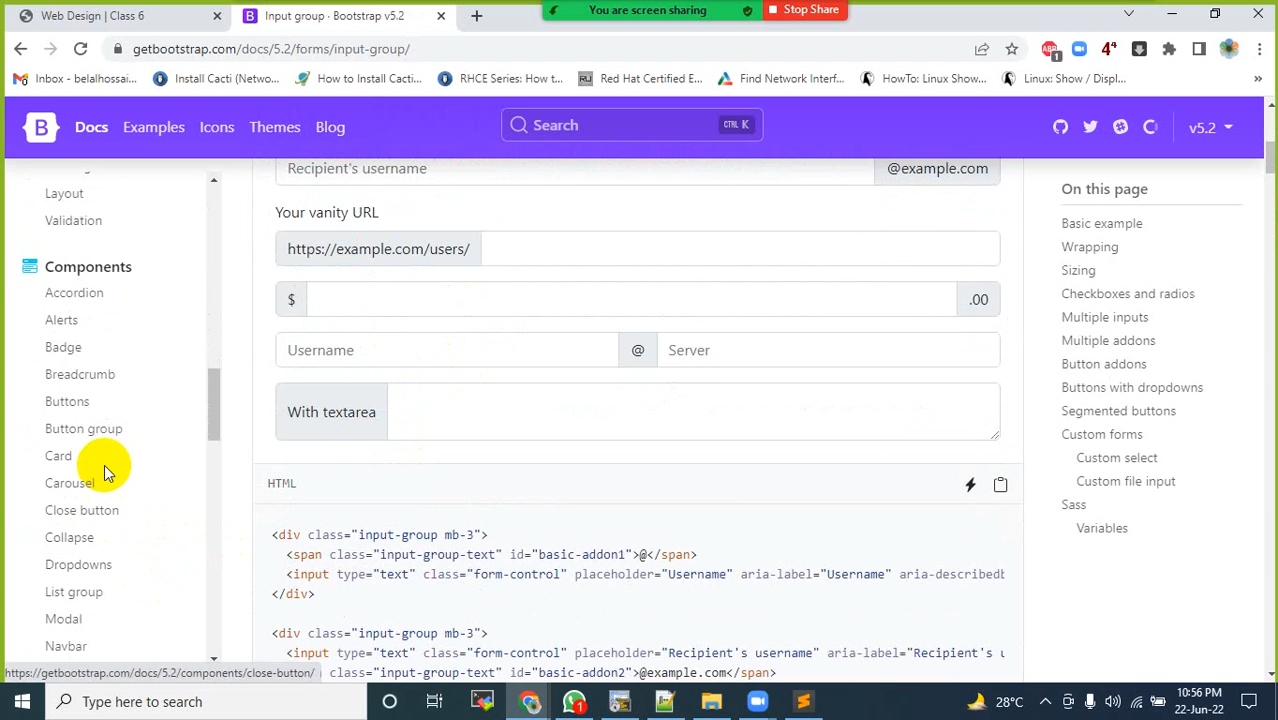 Web Design | Class 6
Input group · Bootstrap v5.2
You are screen sharing
Stop Share
getbootstrap.com/docs/5.2/forms/input-group/
1
4
Inbox - belalhossai...
Install Cacti (Netwo...
How to Install Cacti...
RHCE Series: How t...
Red Hat Certified E...
Find Network Interf...
HowTo: Linux Show...
Linux: Show / Displ...
»
B
Docs
Examples
Icons
Themes
Blog
Search
CTRL K
v5.2
Layout
Validation
Components
Accordion
Alerts
Badge
Breadcrumb
Buttons
Button group
Card
Carousel
Close button
Collapse
Dropdowns
List group
Modal
Navbar
https://getbootstrap.com/docs/5.2/components/close-button/
Recipient's username
@example.com
Your vanity URL
https://example.com/users/
$
.00
Username
@
Server
With textarea
HTML
<div class="input-group mb-3">
<span class="input-group-text" id="basic-addon1">@</span>
<input type="text" class="form-control" placeholder="Username" aria-label="Username" aria-describedb
</div>
<div class="input-group mb-3">
<input type="text" class="form-control" placeholder="Recipient's username" aria-label="Recipient's u
class="input-group-text" id="basic-addon2">@example.com</span>
On this page
Basic example
Wrapping
Sizing
Checkboxes and radios
Multiple inputs
Multiple addons
Button addons
Buttons with dropdowns
Segmented buttons
Custom forms
Custom select
Custom file input
Sass
Variables
Type here to search
1
28°C
10:56 PM
22-Jun-22